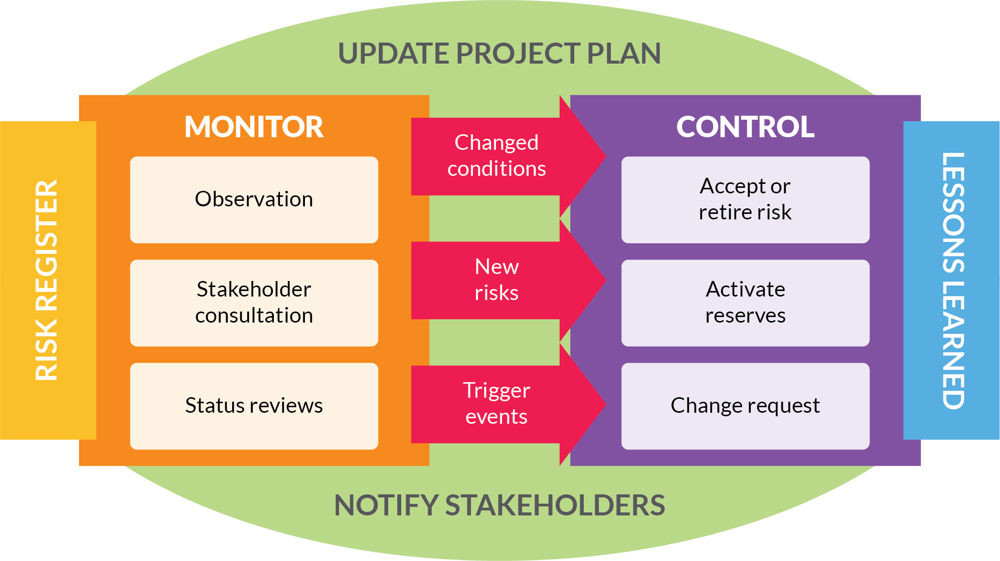 UPDATE PROJECT PLAN
RISK REGISTER
MONITOR
Observation
Stakeholder
consultation
Status reviews
Changed
conditions
New
risks
Trigger
events
CONTROL
Accept or
retire risk
Activate
reserves
Change request
LESSONS LEARNED
NOTIFY STAKEHOLDERS